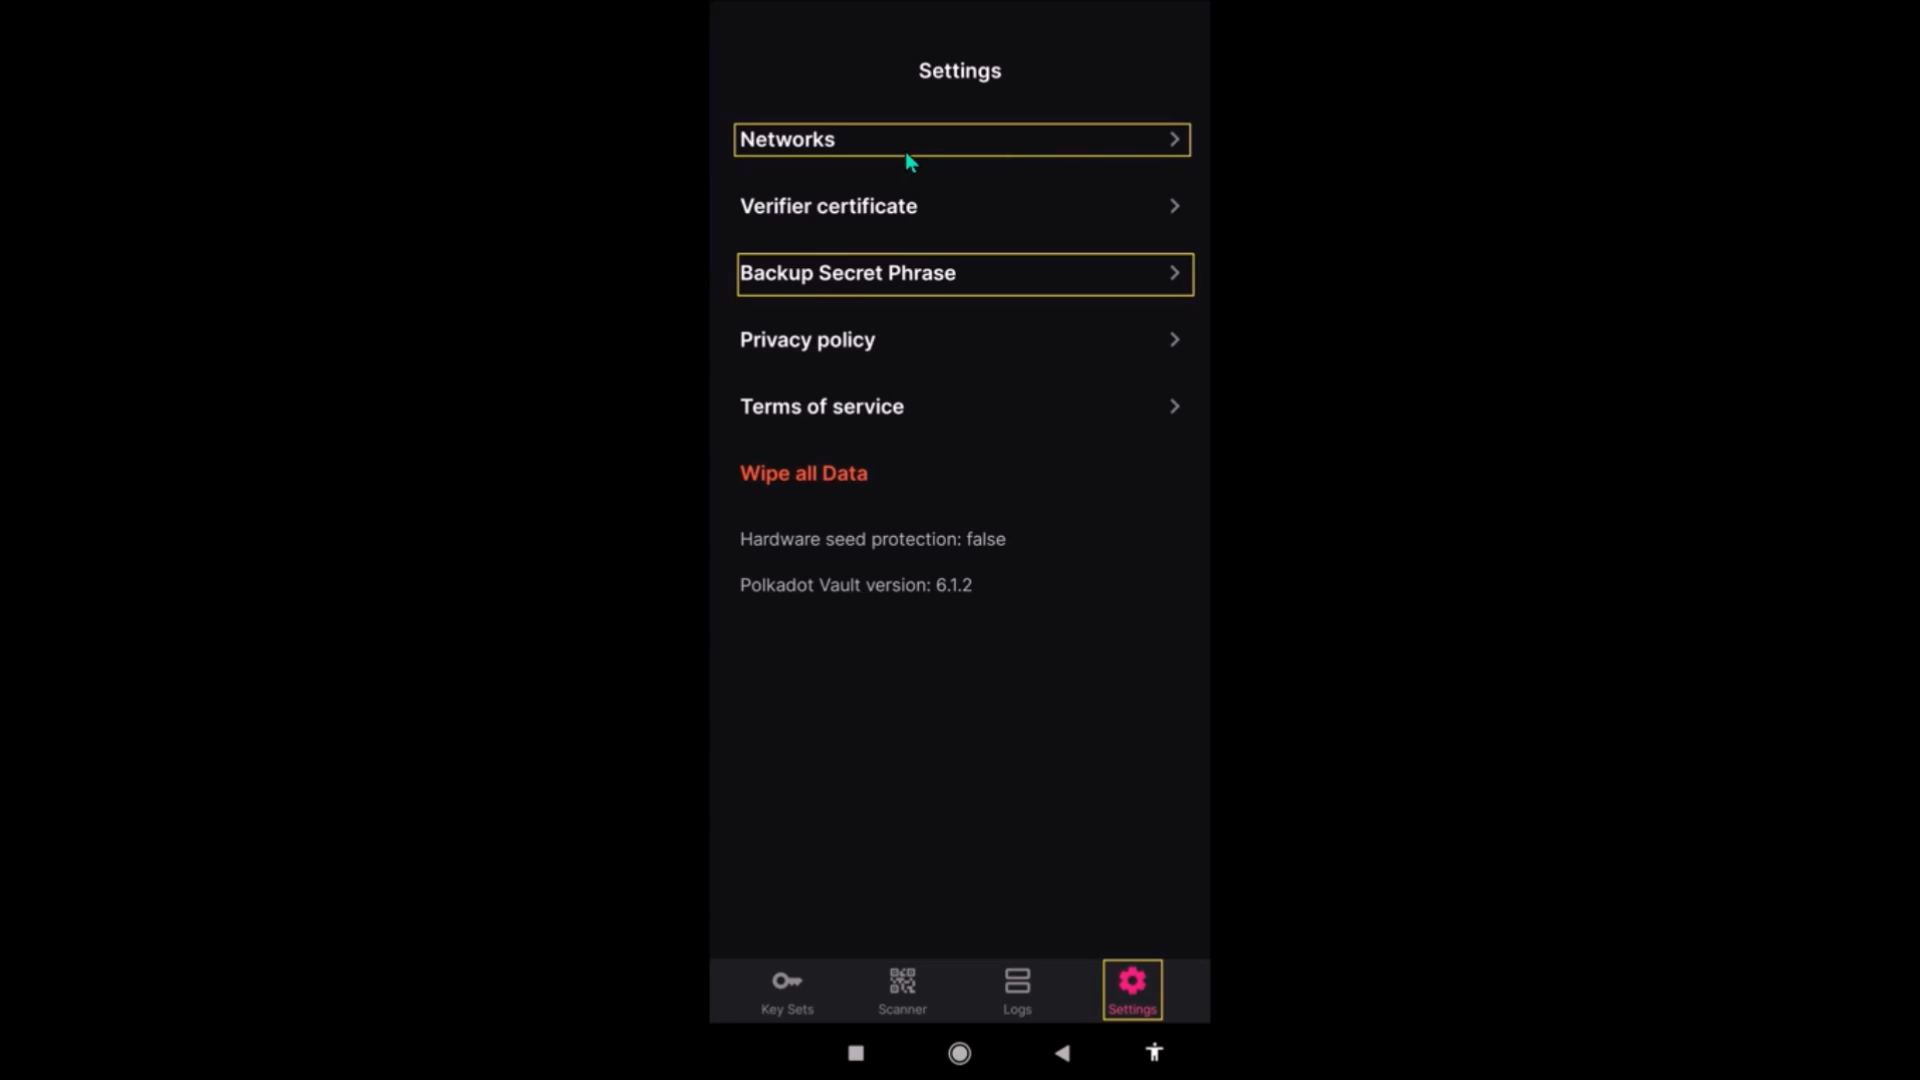 Settings
Networks
Verifier certificate
Backup Secret Phrase
Privacy policy
Terms of service
Wipe all Data
Hardware seed protection: false
Polkadot Vault version: 6.1.2
Key Sets
Scanner
Logs
Settings